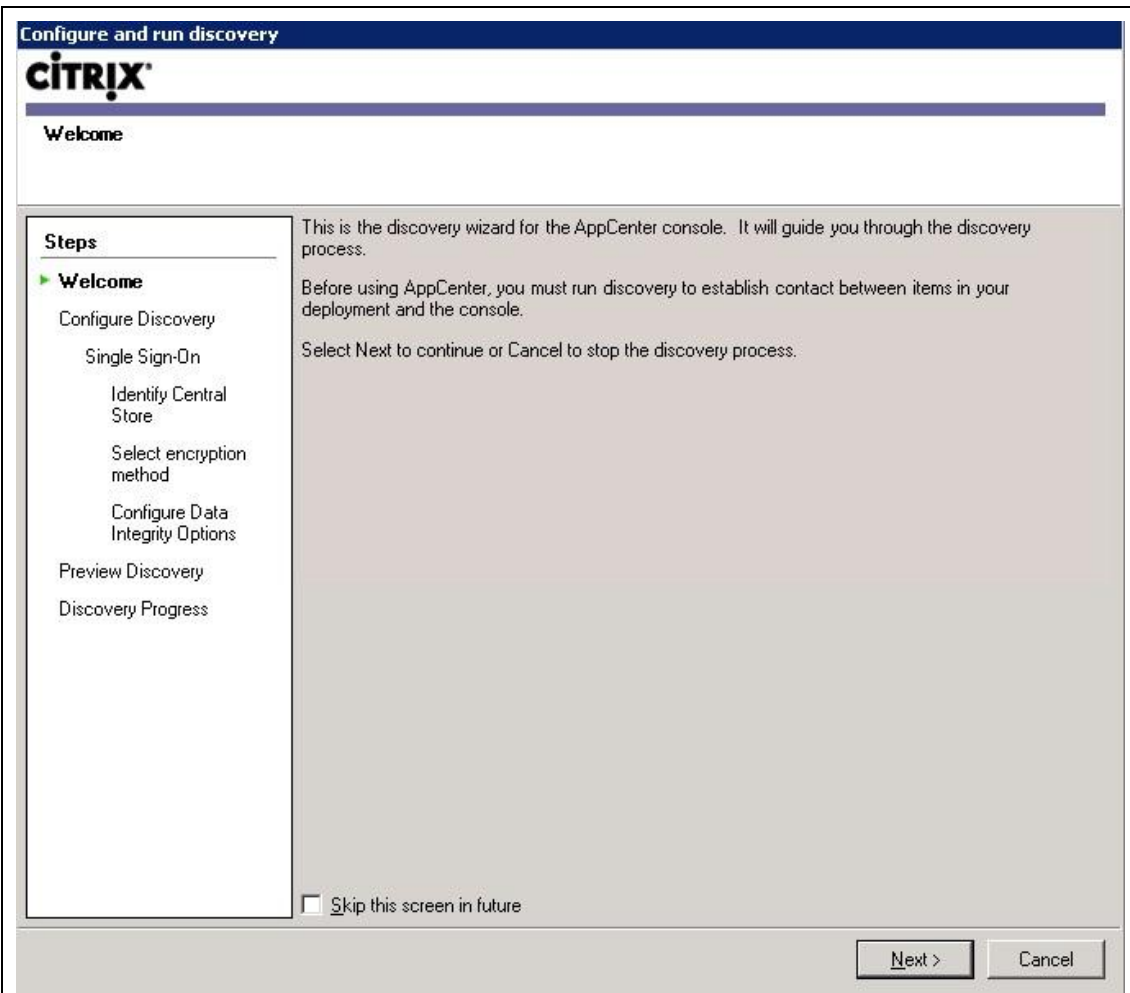 Configure and run discovery
CİTRIX
Welcome
Steps
Welcome
Configure Discovery
Single Sign-On
Identify Central
Store
Select encryption
method
Configure Data
Integrity Options
Preview Discovery
Discovery Progress
This is the discovery wizard for the AppCenter console. It will guide you through the discovery
process.
Before using AppCenter, you must run discovery to establish contact between items in your
deployment and the console.
Select Next to continue or Cancel to stop the discovery process.
Skip this screen in future
Next >
Cancel